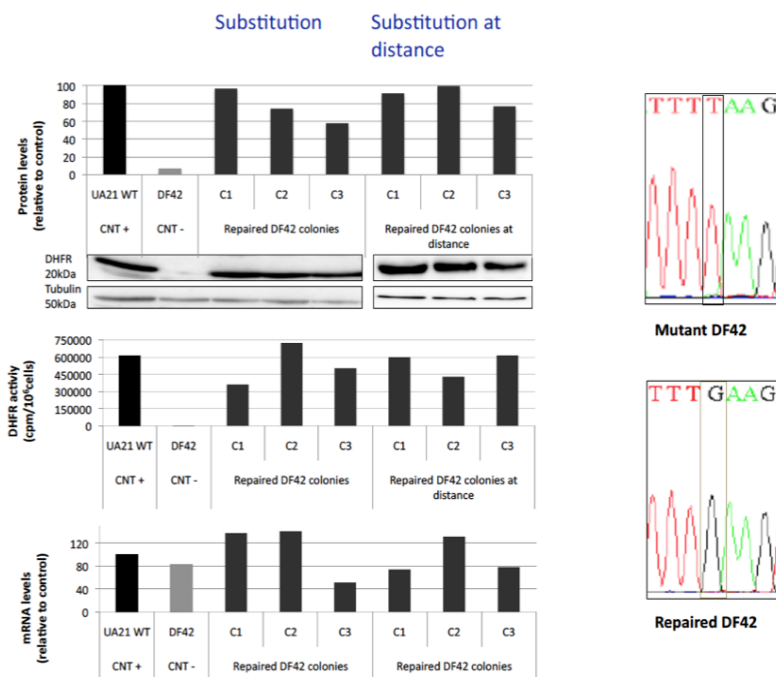 Substitution
Substitution at
distance
Protein levels
(relative to control)
100
80
60
40
20
0
UA21 WT DF42 C1 C2 C3 C1 C2 C3
CNT + CNT - Repaired DF42 colonies Repaired DF42 colonies at
distance
DHFR
20kDa
Tubulin
50kDa
DHFR activity
(cpm/10⁶cells)
750000
600000
450000
300000
150000
0
UA21 WT DF42 C1 C2 C3 C1 C2 C3
CNT + CNT - Repaired DF42 colonies Repaired DF42 colonies at
distance
mRNA levels
(relative to control)
120
80
40
0
UA21 WT DF42 C1 C2 C3 C1 C2 C3
CNT + CNT - Repaired DF42 colonies Repaired DF42 colonies
TTTTAAG
Mutant DF42
TTTGAAG
Repaired DF42